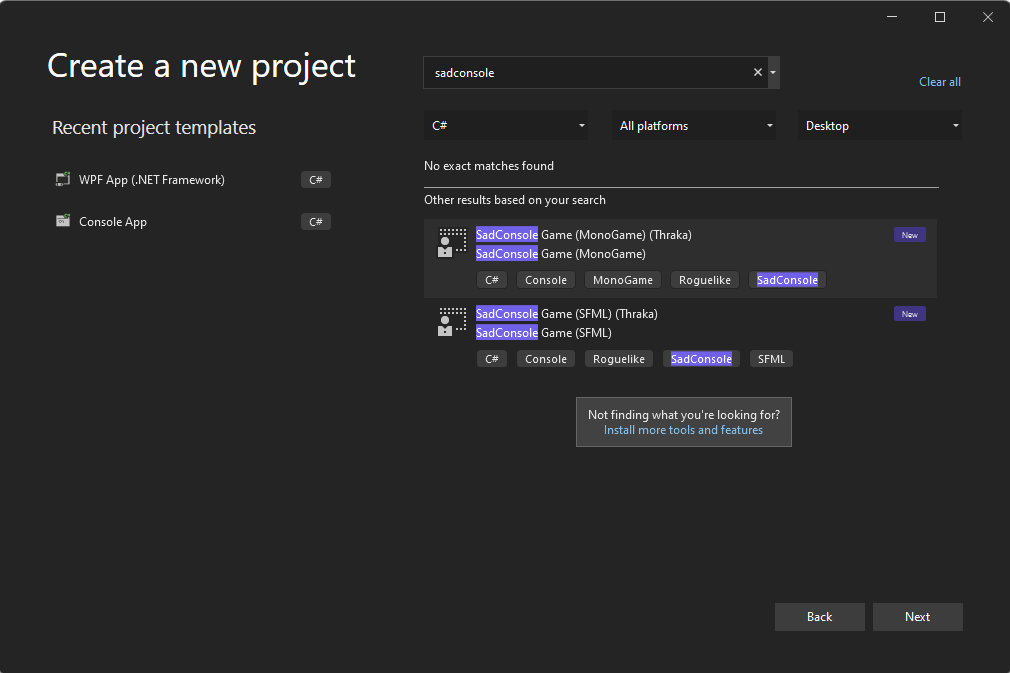 Create a new project
Recent project templates
WPF App (.NET Framework) C#
Console App C#
sadconsole
Clear all
C# All platforms Desktop
No exact matches found
Other results based on your search
SadConsole Game (MonoGame) (Thraka) New
SadConsole Game (MonoGame)
C# Console MonoGame Roguelike SadConsole
SadConsole Game (SFML) (Thraka) New
SadConsole Game (SFML)
C# Console Roguelike SadConsole SFML
Not finding what you're looking for?
Install more tools and features
Back Next